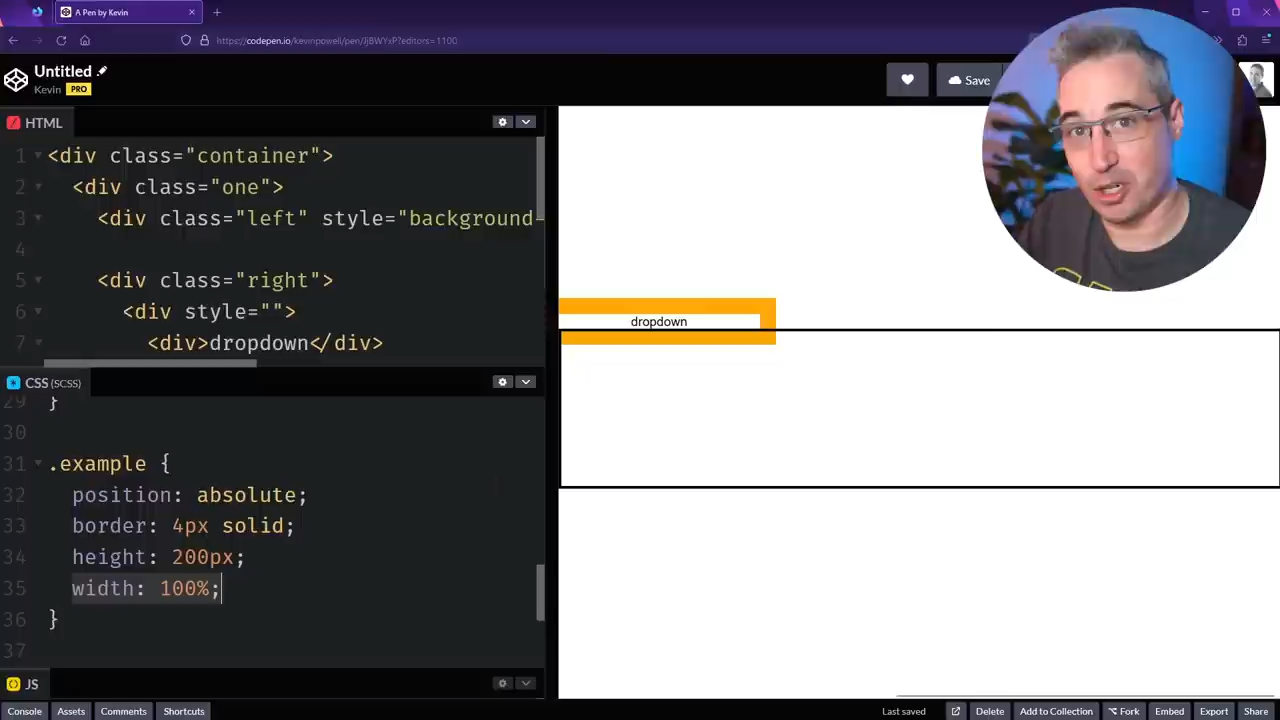 A Pen by Kevin
https://codepen.io/kevinpowell/pen/JjBWYxP?editors=1100
Untitled
Kevin PRO
Save
HTML
1 <div class="container">
2 <div class="one">
3 <div class="left" style="background-
4
5 <div class="right">
6 <div style="">
7 <div>dropdown</div>
CSS (SCSS)
29 }
30
31 .example {
32 position: absolute;
33 border: 4px solid;
34 height: 200px;
35 width: 100%;
36 }
37
JS
dropdown
Console Assets Comments Shortcuts Last saved Delete Add to Collection Fork Embed Export Share